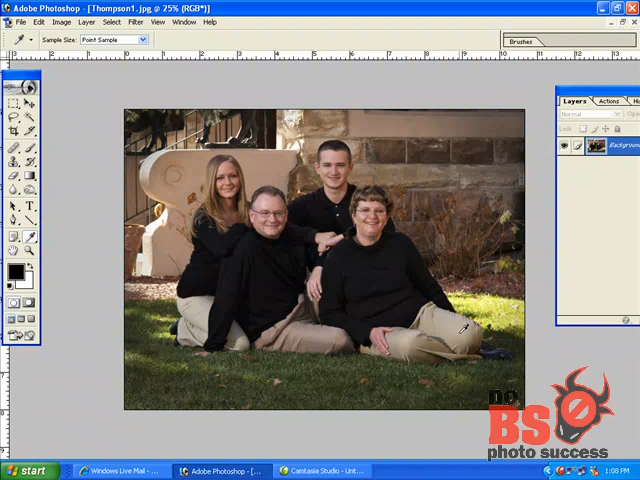 Adobe Photoshop - [Thompson1.jpg @ 25% (RGB*)]
File Edit Image Layer Select Filter View Window Help
Sample Size: Point Sample
Brushes
Layers Actions
Normal
Lock:
Background
no
BS
photo success
start
Windows Live Mail - ...
Adobe Photoshop - [...
Camtasia Studio - Unt...
1:08 PM